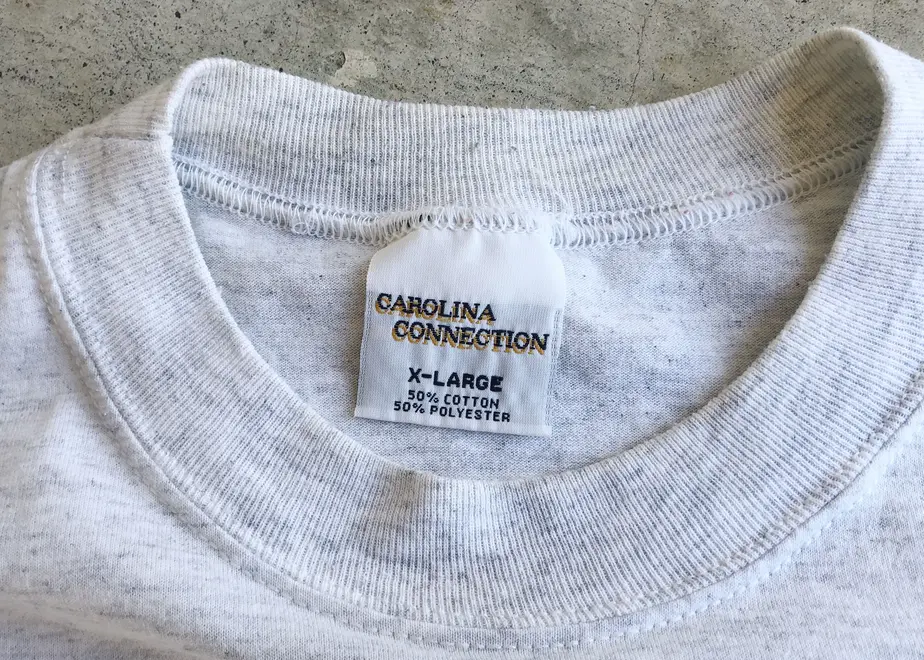 CAROLINA
CONNECTION
X-LARGE
50% COTTON
50% POLYESTER